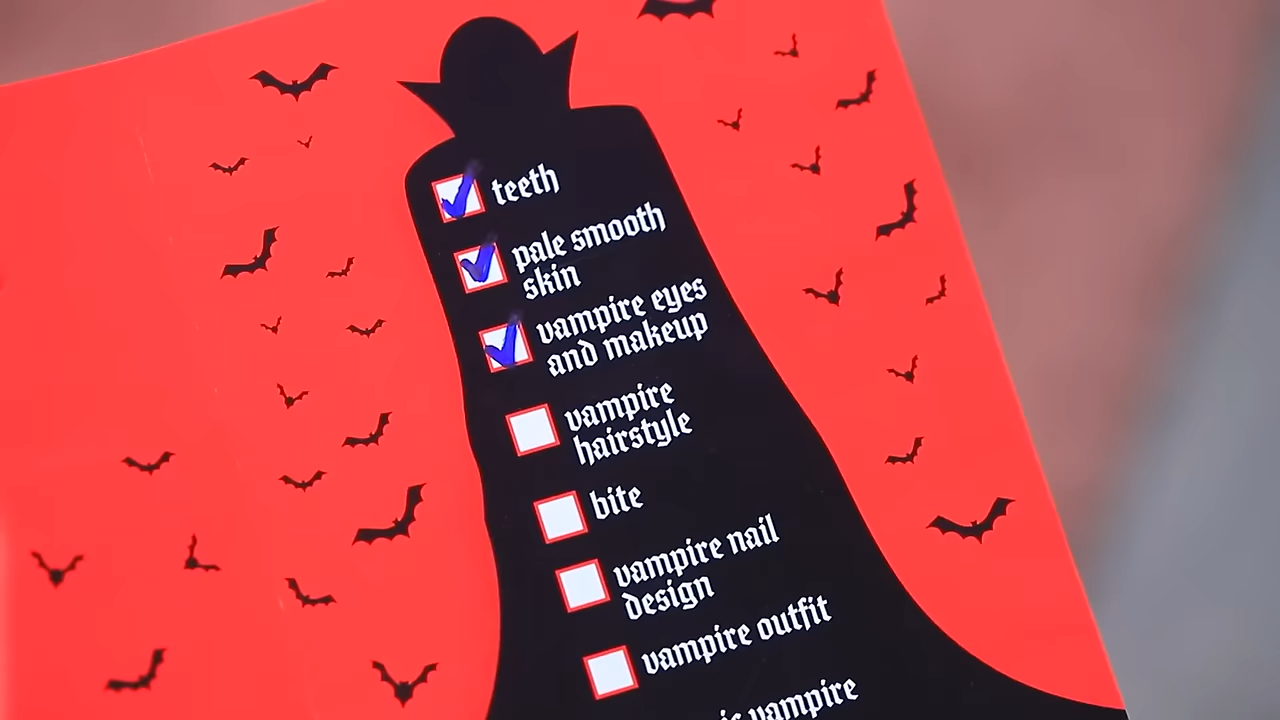 teeth
pale smooth
skin
vampire eyes
and makeup
vampire
hairstyle
bite
vampire nail
design
vampire outfit
vampire